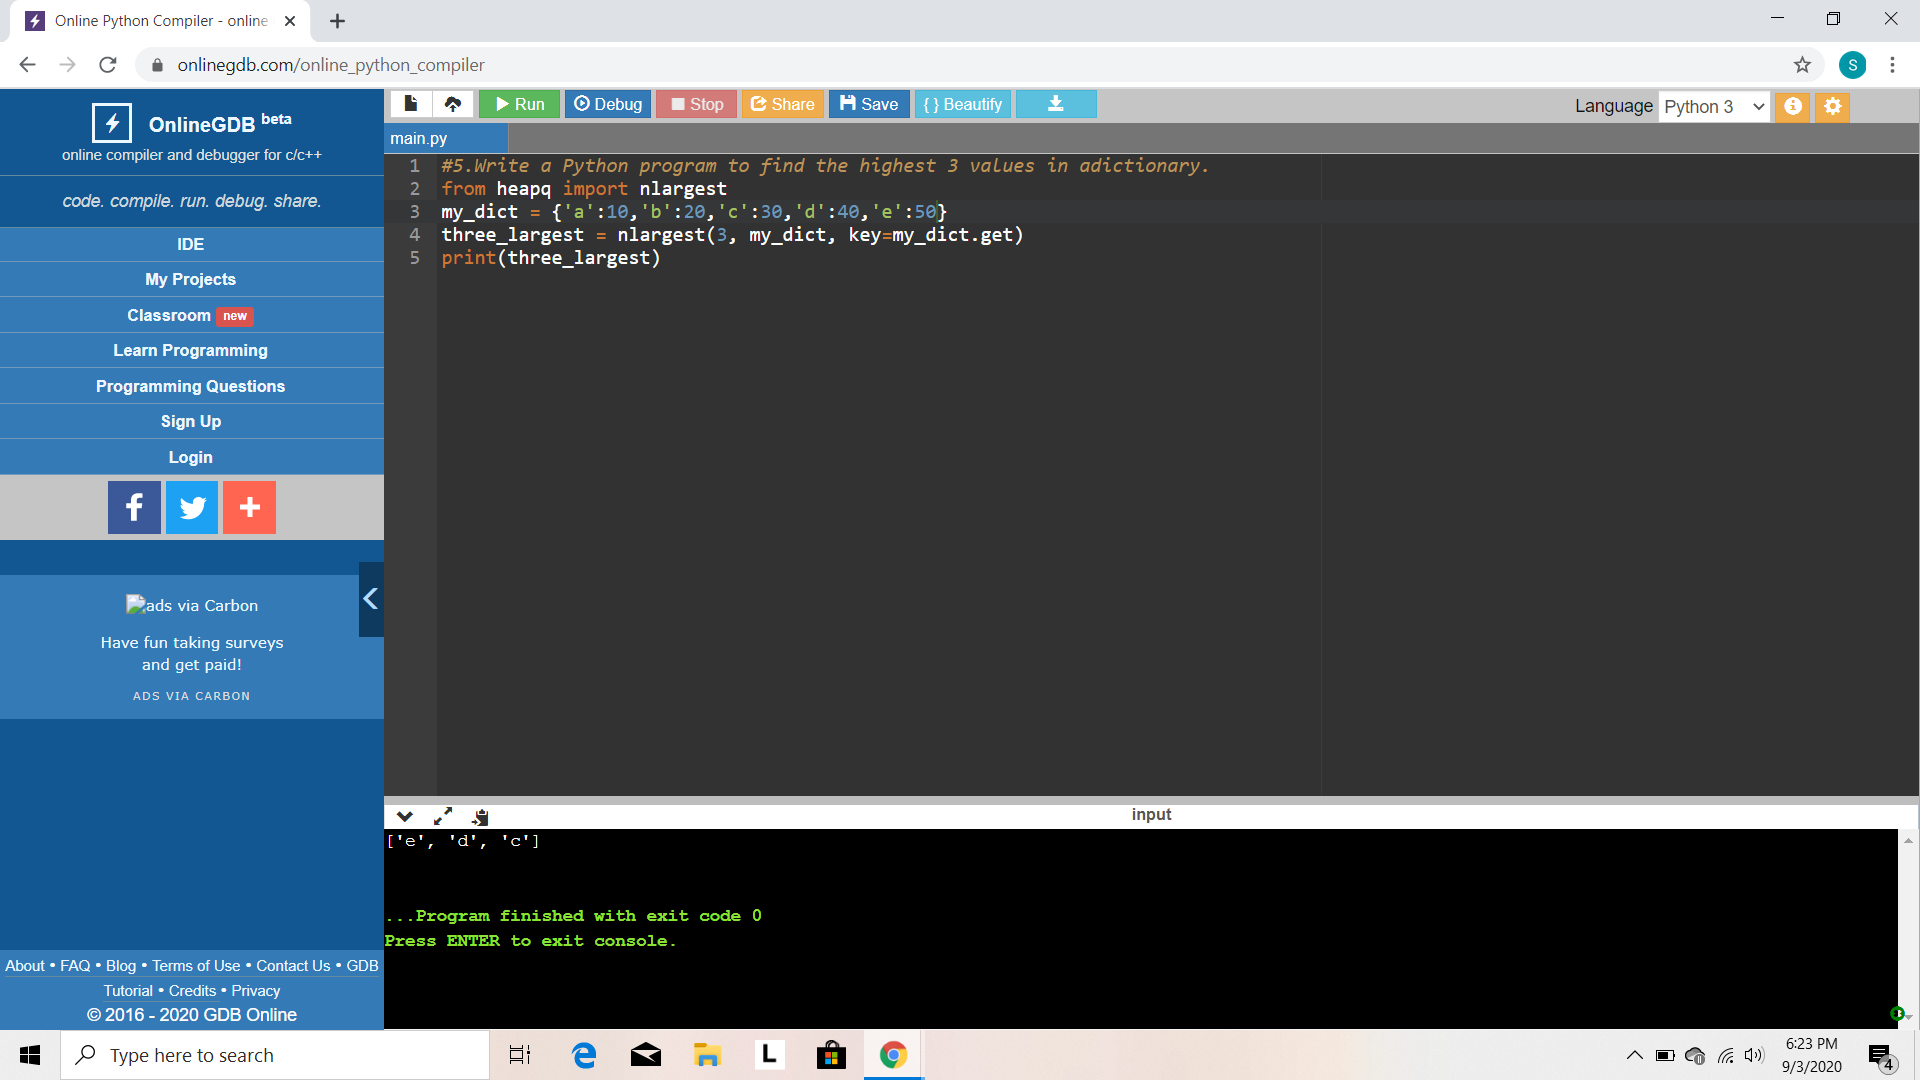 Online Python Compiler - online
onlinegdb.com/online_python_compiler
OnlineGDB beta
online compiler and debugger for c/c++
code. compile. run. debug. share.
IDE
My Projects
Classroom new
Learn Programming
Programming Questions
Sign Up
Login
ads via Carbon
Have fun taking surveys
and get paid!
ADS VIA CARBON
About • FAQ • Blog • Terms of Use • Contact Us • GDB
Tutorial • Credits • Privacy
© 2016 - 2020 GDB Online
Run Debug Stop Share Save { } Beautify
Language Python 3
main.py
1 #5.Write a Python program to find the highest 3 values in adictionary.
2 from heapq import nlargest
3 my_dict = {'a':10,'b':20,'c':30,'d':40,'e':50}
4 three_largest = nlargest(3, my_dict, key=my_dict.get)
5 print(three_largest)
input
['e', 'd', 'c']
...Program finished with exit code 0
Press ENTER to exit console.
Type here to search
L
6:23 PM
9/3/2020
4
S